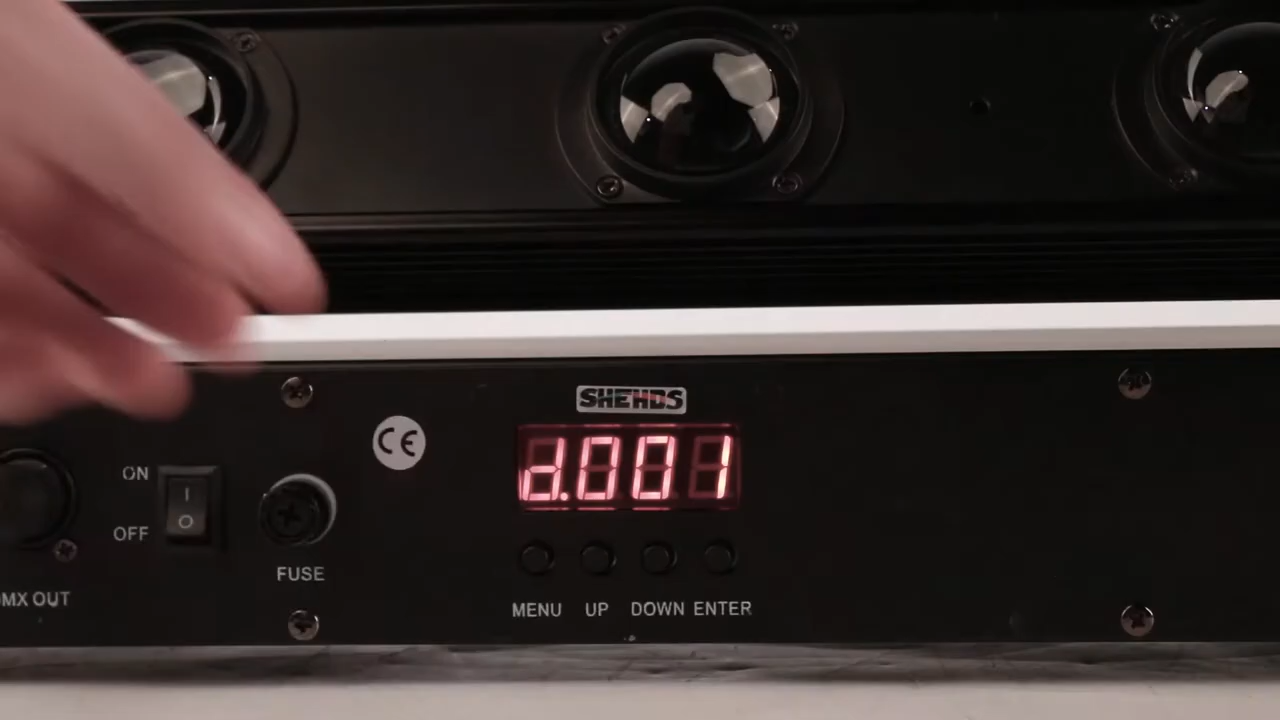 SHEHDS
CE
d.001
ON
I
O
OFF
FUSE
MX OUT
MENU UP DOWN ENTER